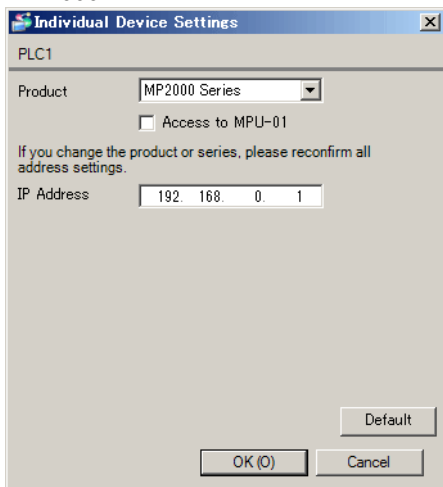 Individual Device Settings
PLC1
Product MP2000 Series
Access to MPU-01
If you change the product or series, please reconfirm all
address settings.
IP Address 192. 168. 0. 1
Default
OK (O) Cancel